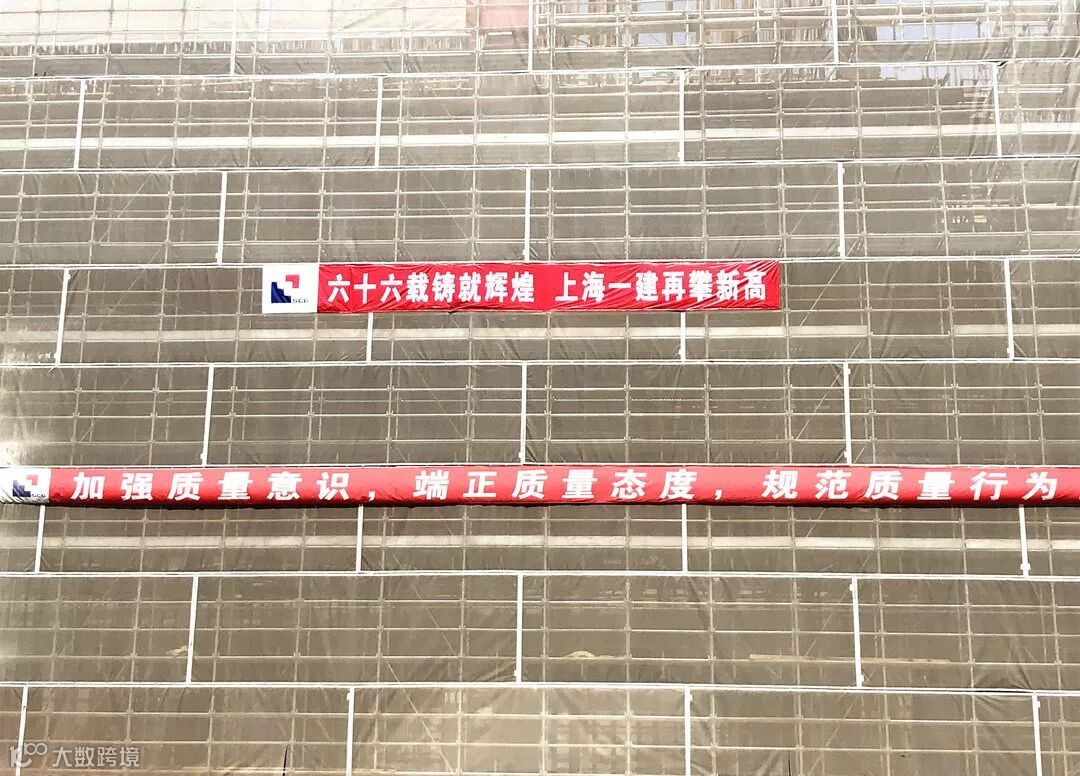 六十六载铸就辉煌 上海一建再攀新高
SCG
加强质量意识，端正质量态度，规范质量行为
大数跨境